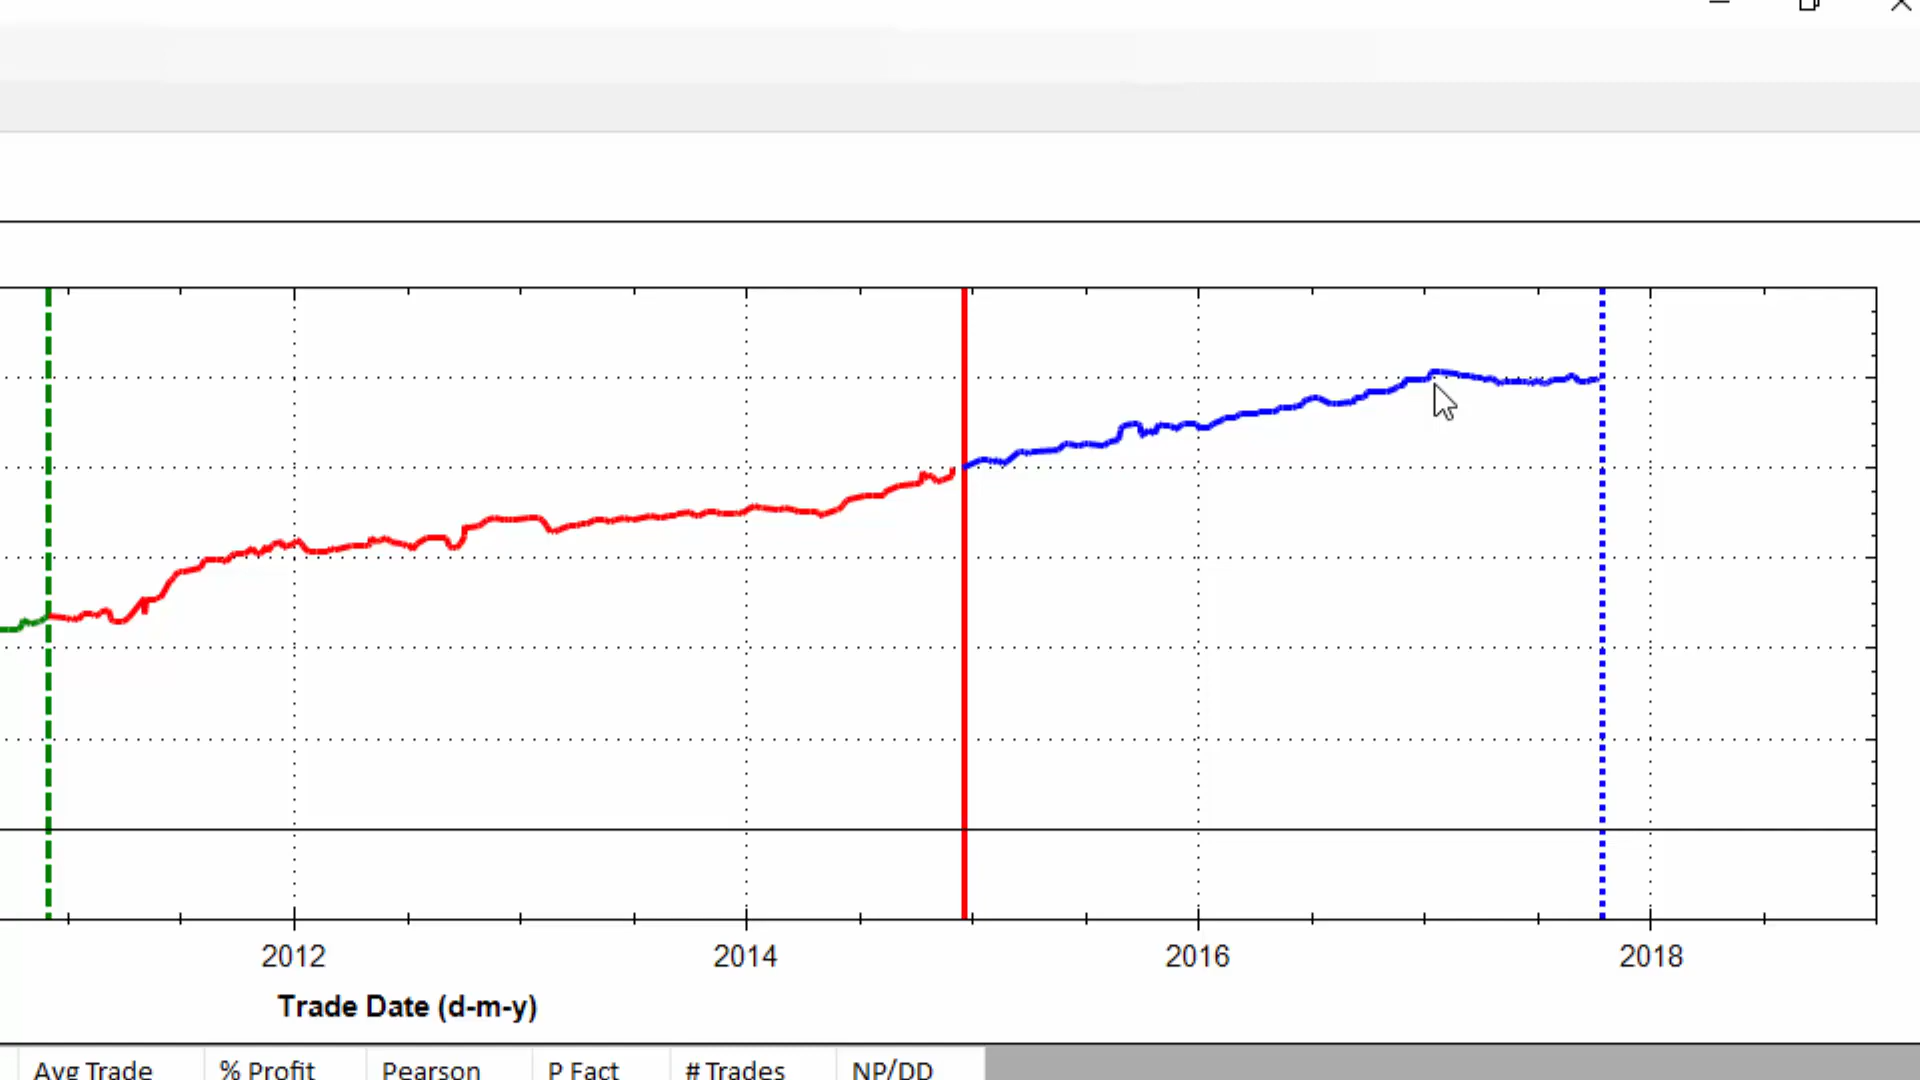 2012 2014 2016 2018
Trade Date (d-m-y)
Avg Trade % Profit Pearson P Fact # Trades NP/DD